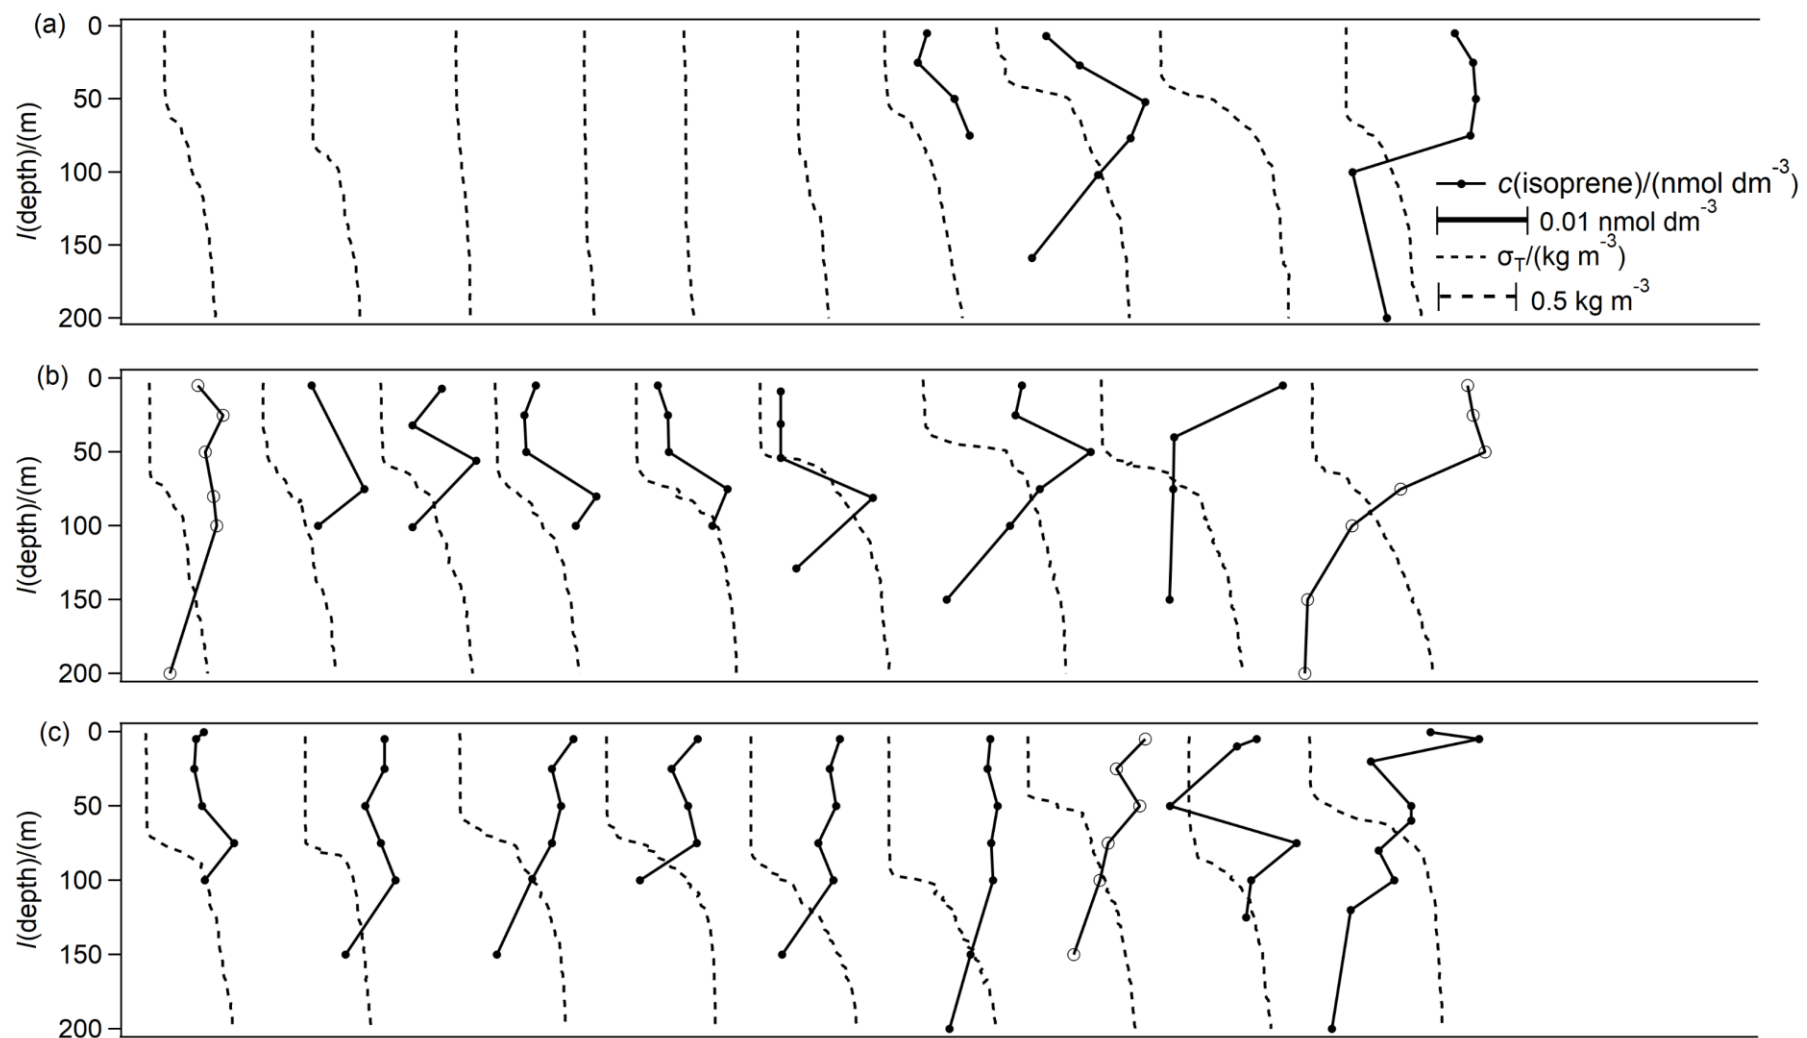 (a)
0
50
100
150
200
l(depth)/(m)
c(isoprene)/(nmol dm⁻³)
0.01 nmol dm⁻³
σT/(kg m⁻³)
0.5 kg m⁻³
(b)
0
50
100
150
200
l(depth)/(m)
(c)
0
50
100
150
200
l(depth)/(m)